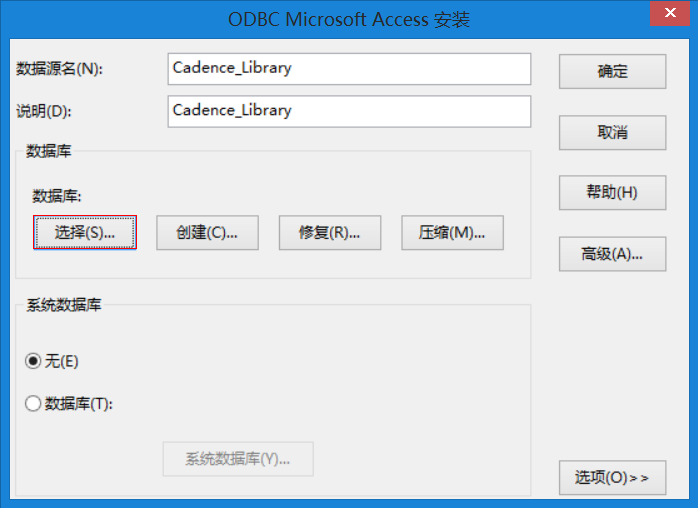 ODBC Microsoft Access 安装
数据源名(N):
Cadence_Library
确定
说明(D):
Cadence_Library
取消
数据库
数据库:
选择(S)...
创建(C)...
修复(R)...
压缩(M)...
帮助(H)
高级(A)...
系统数据库
无(E)
数据库(T):
系统数据库(Y)...
选项(O)>>